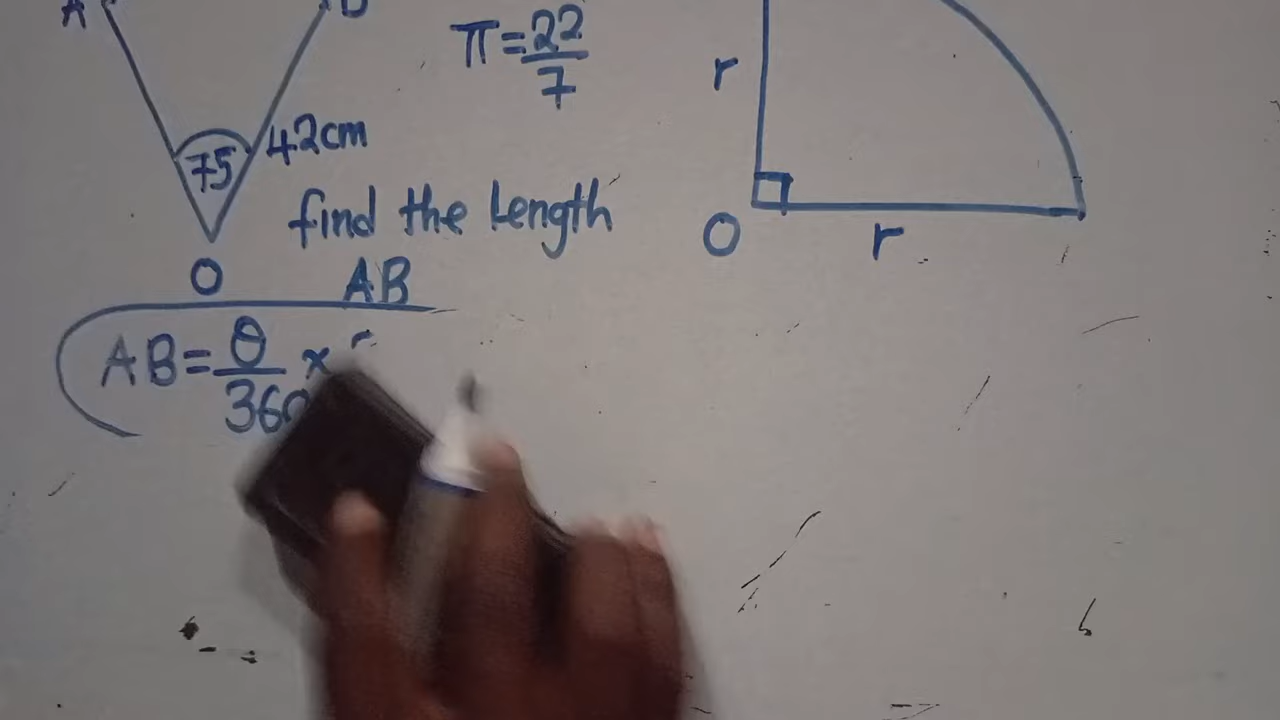 A B
π = 22/7
r
42cm
75
find the length
O r
O
AB
AB = θ/360 ×